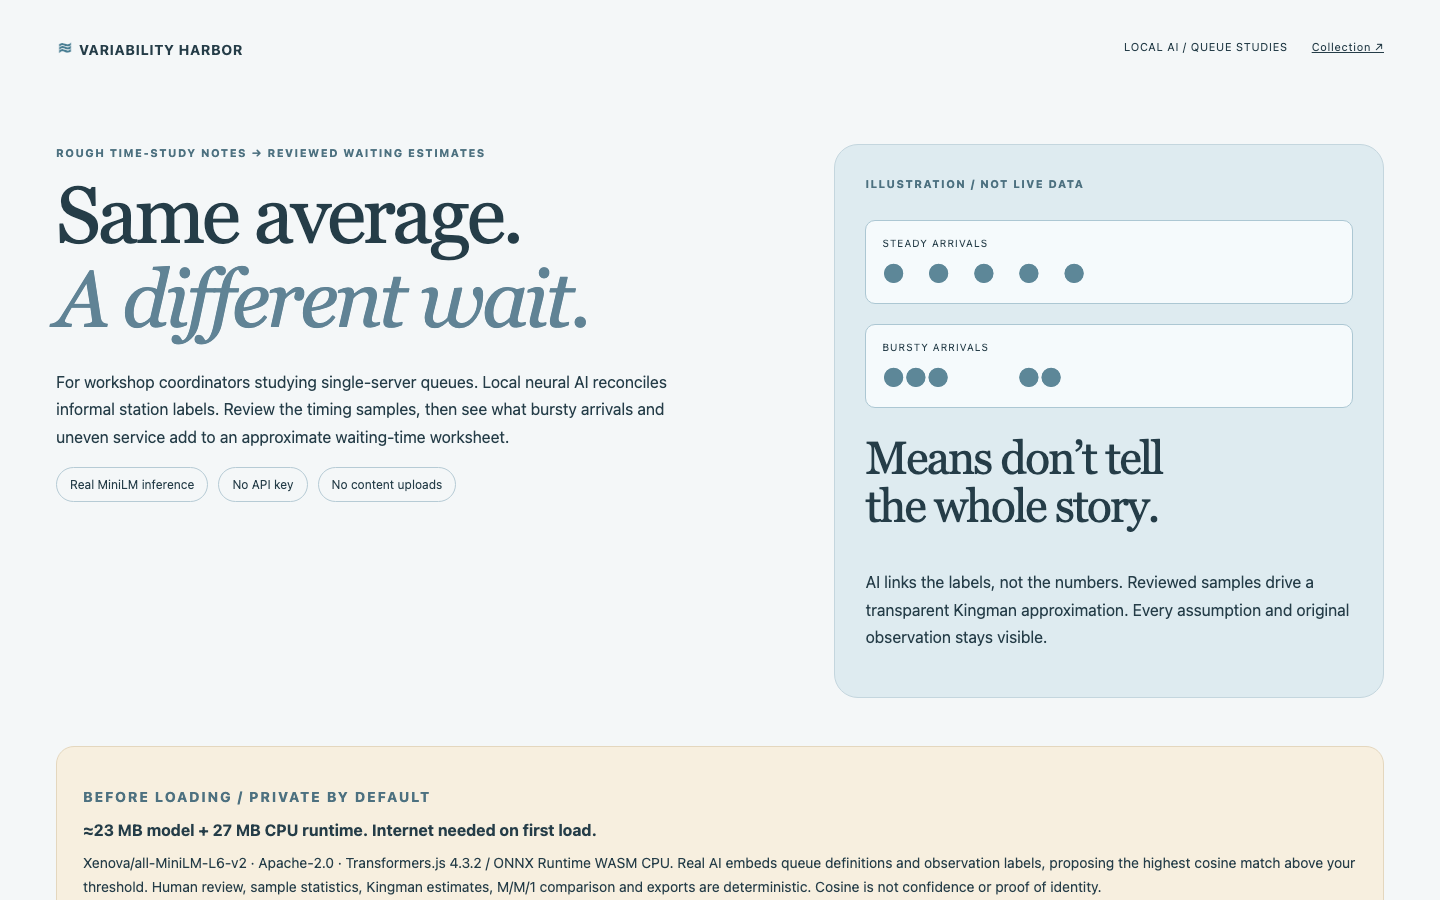 ≋ VARIABILITY HARBOR
LOCAL AI / QUEUE STUDIES
Collection ↗
ROUGH TIME-STUDY NOTES → REVIEWED WAITING ESTIMATES
Same average.
A different wait.
For workshop coordinators studying single-server queues. Local neural AI reconciles
informal station labels. Review the timing samples, then see what bursty arrivals and
uneven service add to an approximate waiting-time worksheet.
Real MiniLM inference
No API key
No content uploads
ILLUSTRATION / NOT LIVE DATA
STEADY ARRIVALS
BURSTY ARRIVALS
Means don’t tell
the whole story.
AI links the labels, not the numbers. Reviewed samples drive a
transparent Kingman approximation. Every assumption and original
observation stays visible.
BEFORE LOADING / PRIVATE BY DEFAULT
≈23 MB model + 27 MB CPU runtime. Internet needed on first load.
Xenova/all-MiniLM-L6-v2 · Apache-2.0 · Transformers.js 4.3.2 / ONNX Runtime WASM CPU. Real AI embeds queue definitions and observation labels, proposing the highest cosine match above your
threshold. Human review, sample statistics, Kingman estimates, M/M/1 comparison and exports are deterministic. Cosine is not confidence or proof of identity.